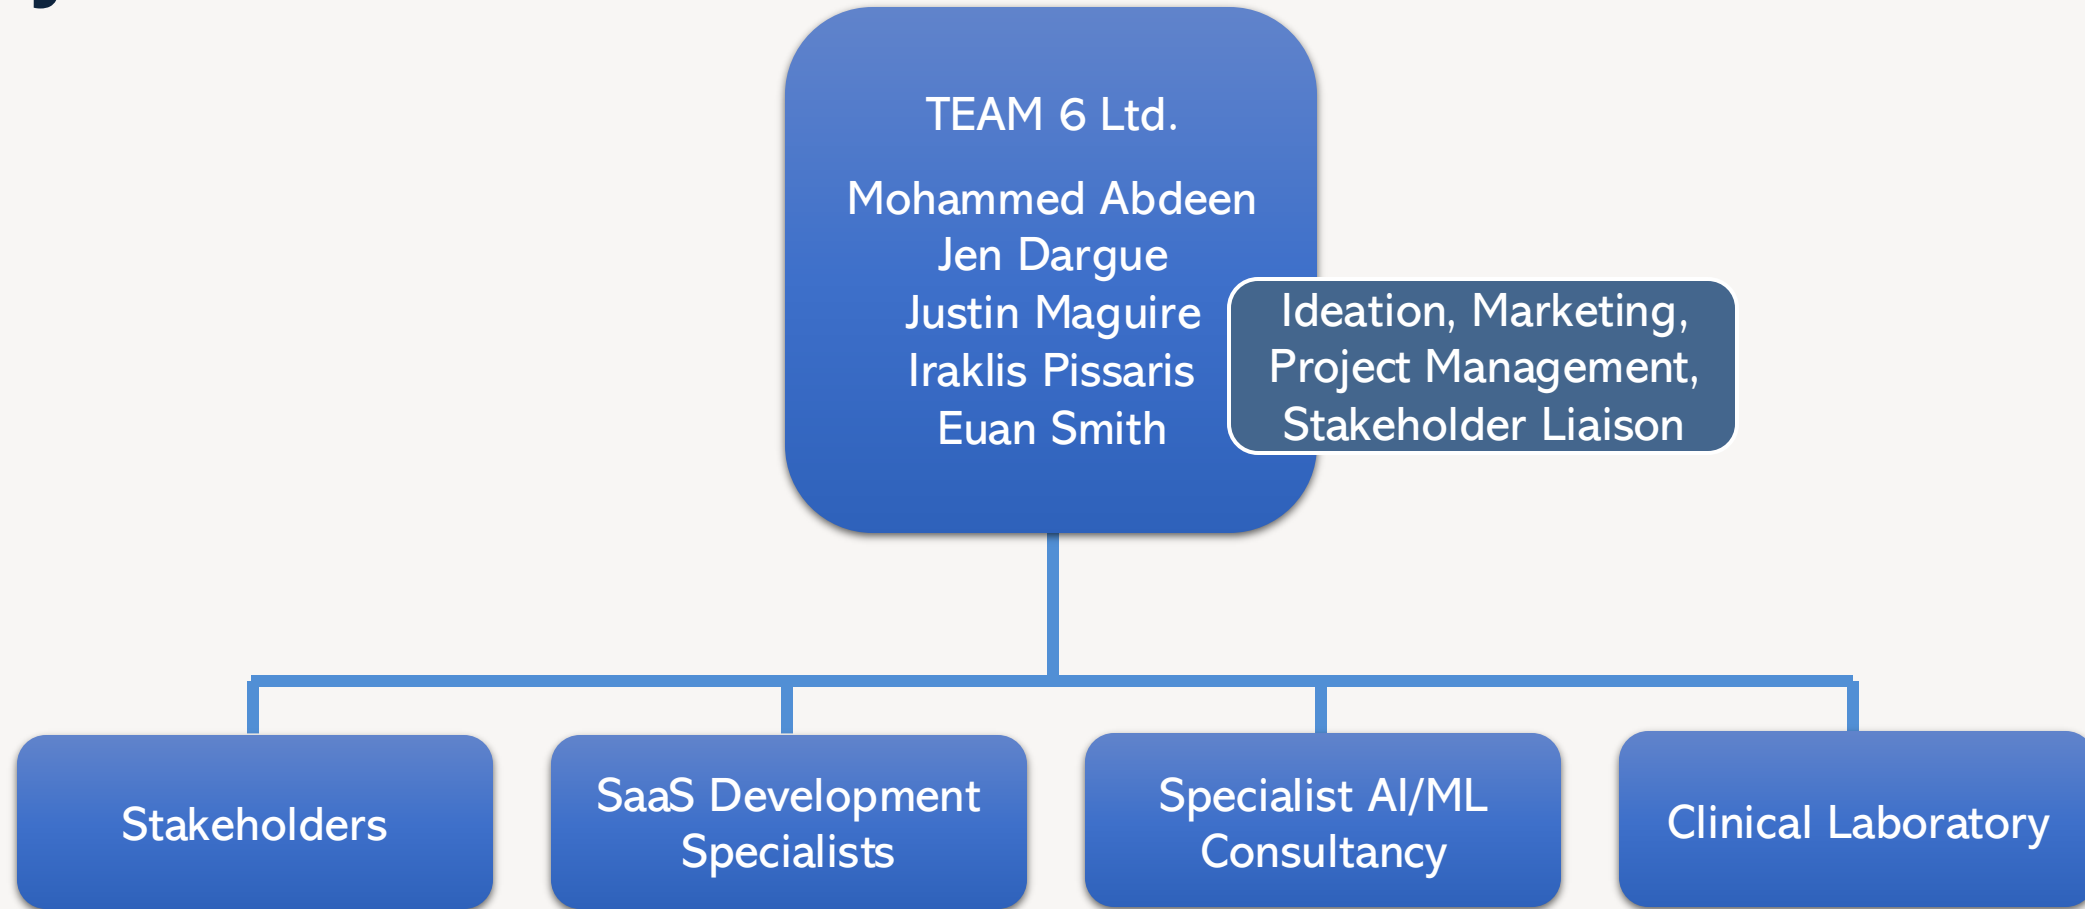 TEAM 6 Ltd.
Mohammed Abdeen
Jen Dargue
Justin Maguire
Iraklis Pissaris
Euan Smith
Ideation, Marketing,
Project Management,
Stakeholder Liaison
Stakeholders
SaaS Development
Specialists
Specialist AI/ML
Consultancy
Clinical Laboratory